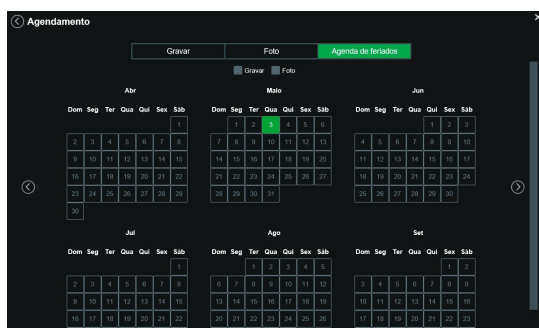 Agendamento
Gravar Foto Agenda de feriados
Gravar Foto
Abr Maio Jun
Dom Seg Ter Qua Qui Sex Sáb Dom Seg Ter Qua Qui Sex Sáb Dom Seg Ter Qua Qui Sex Sáb
1 1 2 3 4 5 6 1 2 3
2 3 4 5 6 7 8 7 8 9 10 11 12 13 4 5 6 7 8 9 10
9 10 11 12 13 14 15 14 15 16 17 18 19 20 11 12 13 14 15 16 17
16 17 18 19 20 21 22 21 22 23 24 25 26 27 18 19 20 21 22 23 24
23 24 25 26 27 28 29 28 29 30 31 25 26 27 28 29 30
30
Jul Ago Set
Dom Seg Ter Qua Qui Sex Sáb Dom Seg Ter Qua Qui Sex Sáb Dom Seg Ter Qua Qui Sex Sáb
1 1 2 3 4 5 1 2
2 3 4 5 6 7 8 6 7 8 9 10 11 12 3 4 5 6 7 8 9
9 10 11 12 13 14 15 13 14 15 16 17 18 19 10 11 12 13 14 15 16
16 17 18 19 20 21 22 20 21 22 23 24 25 26 17 18 19 20 21 22 23